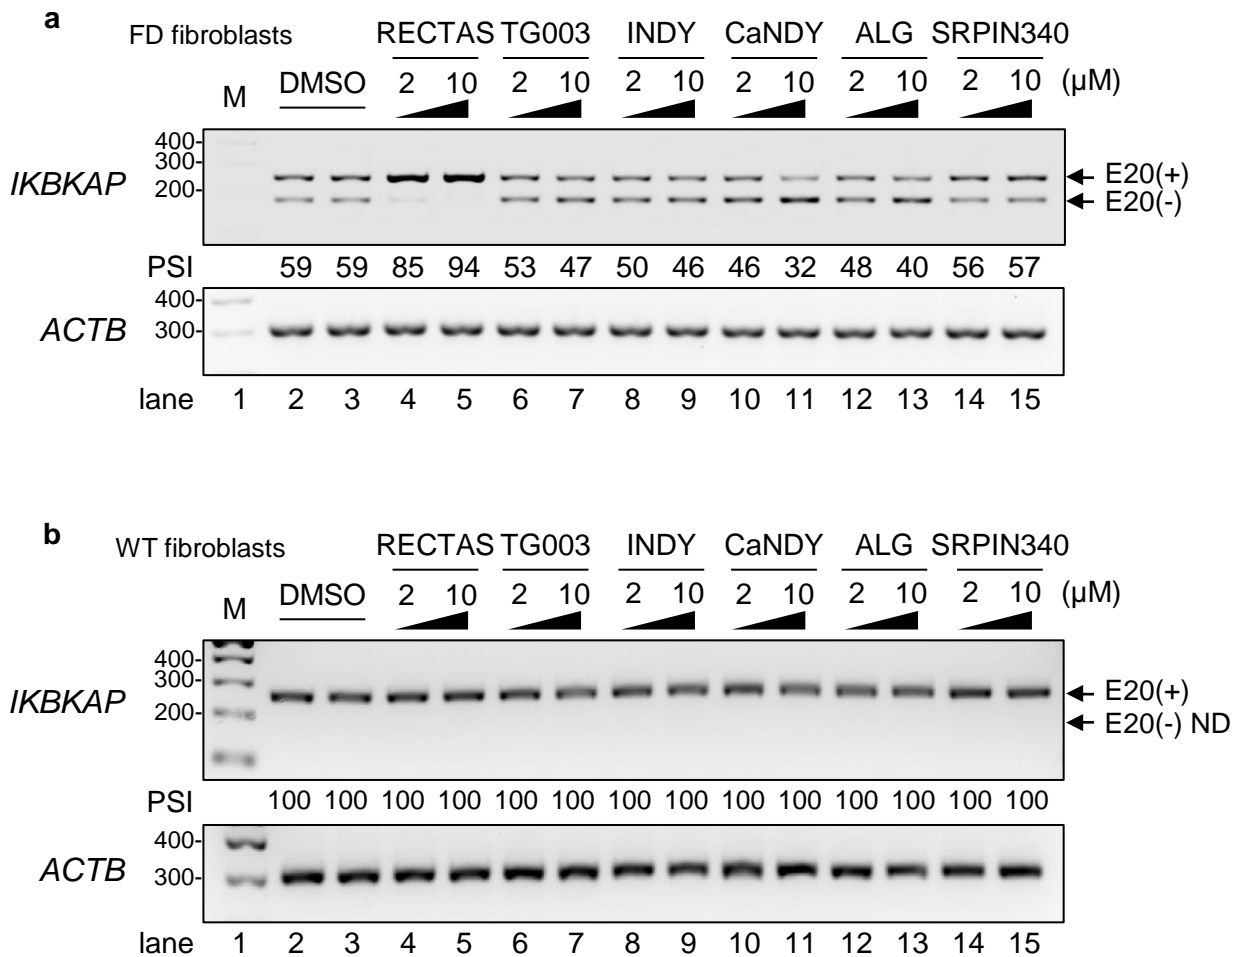 a
FD fibroblasts RECTAS TG003 INDY CaNDY ALG SRPIN340
M DMSO 2 10 2 10 2 10 2 10 2 10 2 10 (µM)
400-
300-
200-
IKBKAP
E20(+)
E20(-)
PSI 59 59 85 94 53 47 50 46 46 32 48 40 56 57
400-
300-
ACTB
lane 1 2 3 4 5 6 7 8 9 10 11 12 13 14 15
b
WT fibroblasts RECTAS TG003 INDY CaNDY ALG SRPIN340
M DMSO 2 10 2 10 2 10 2 10 2 10 2 10 (µM)
400-
300-
200-
IKBKAP
E20(+)
E20(-) ND
PSI 100 100 100 100 100 100 100 100 100 100 100 100 100 100
400-
300-
ACTB
lane 1 2 3 4 5 6 7 8 9 10 11 12 13 14 15